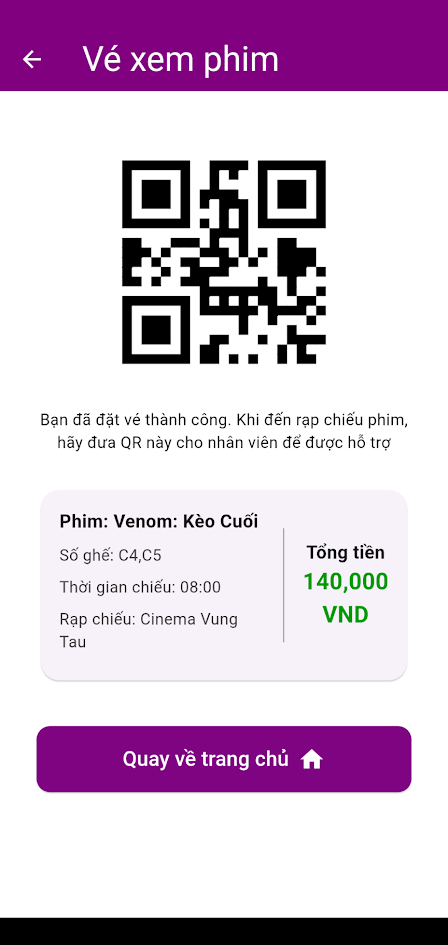 Vé xem phim
Bạn đã đặt vé thành công. Khi đến rạp chiếu phim,
hãy đưa QR này cho nhân viên để được hỗ trợ
Phim: Venom: Kèo Cuối
Số ghế: C4,C5
Thời gian chiếu: 08:00
Rạp chiếu: Cinema Vung
Tau
Tổng tiền
140,000
VND
Quay về trang chủ